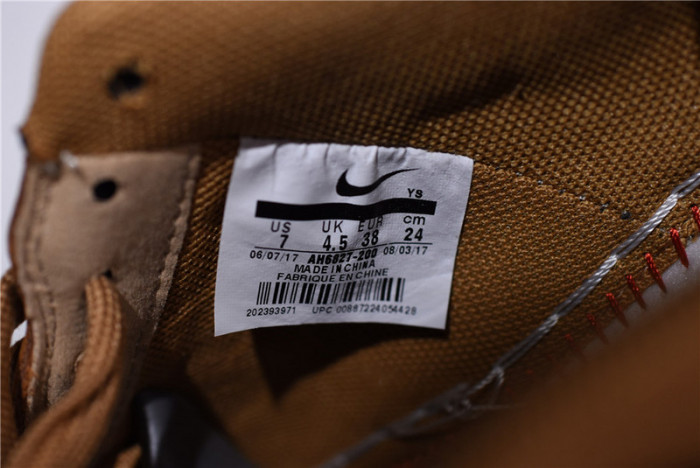 YS
US UK EUR cm
7 4.5 38 24
06/07/17 AH6827-200 08/03/17
MADE IN CHINA
FABRIQUE EN CHINE
202393971 UPC 00887224054428